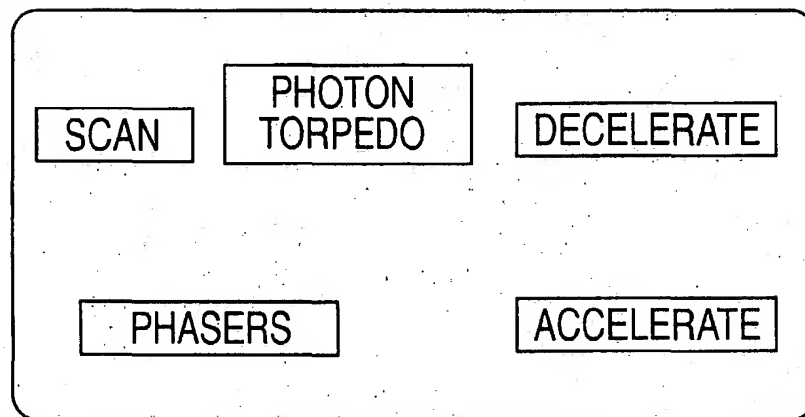 SCAN
PHOTON
TORPEDO
DECELERATE
PHASERS
ACCELERATE